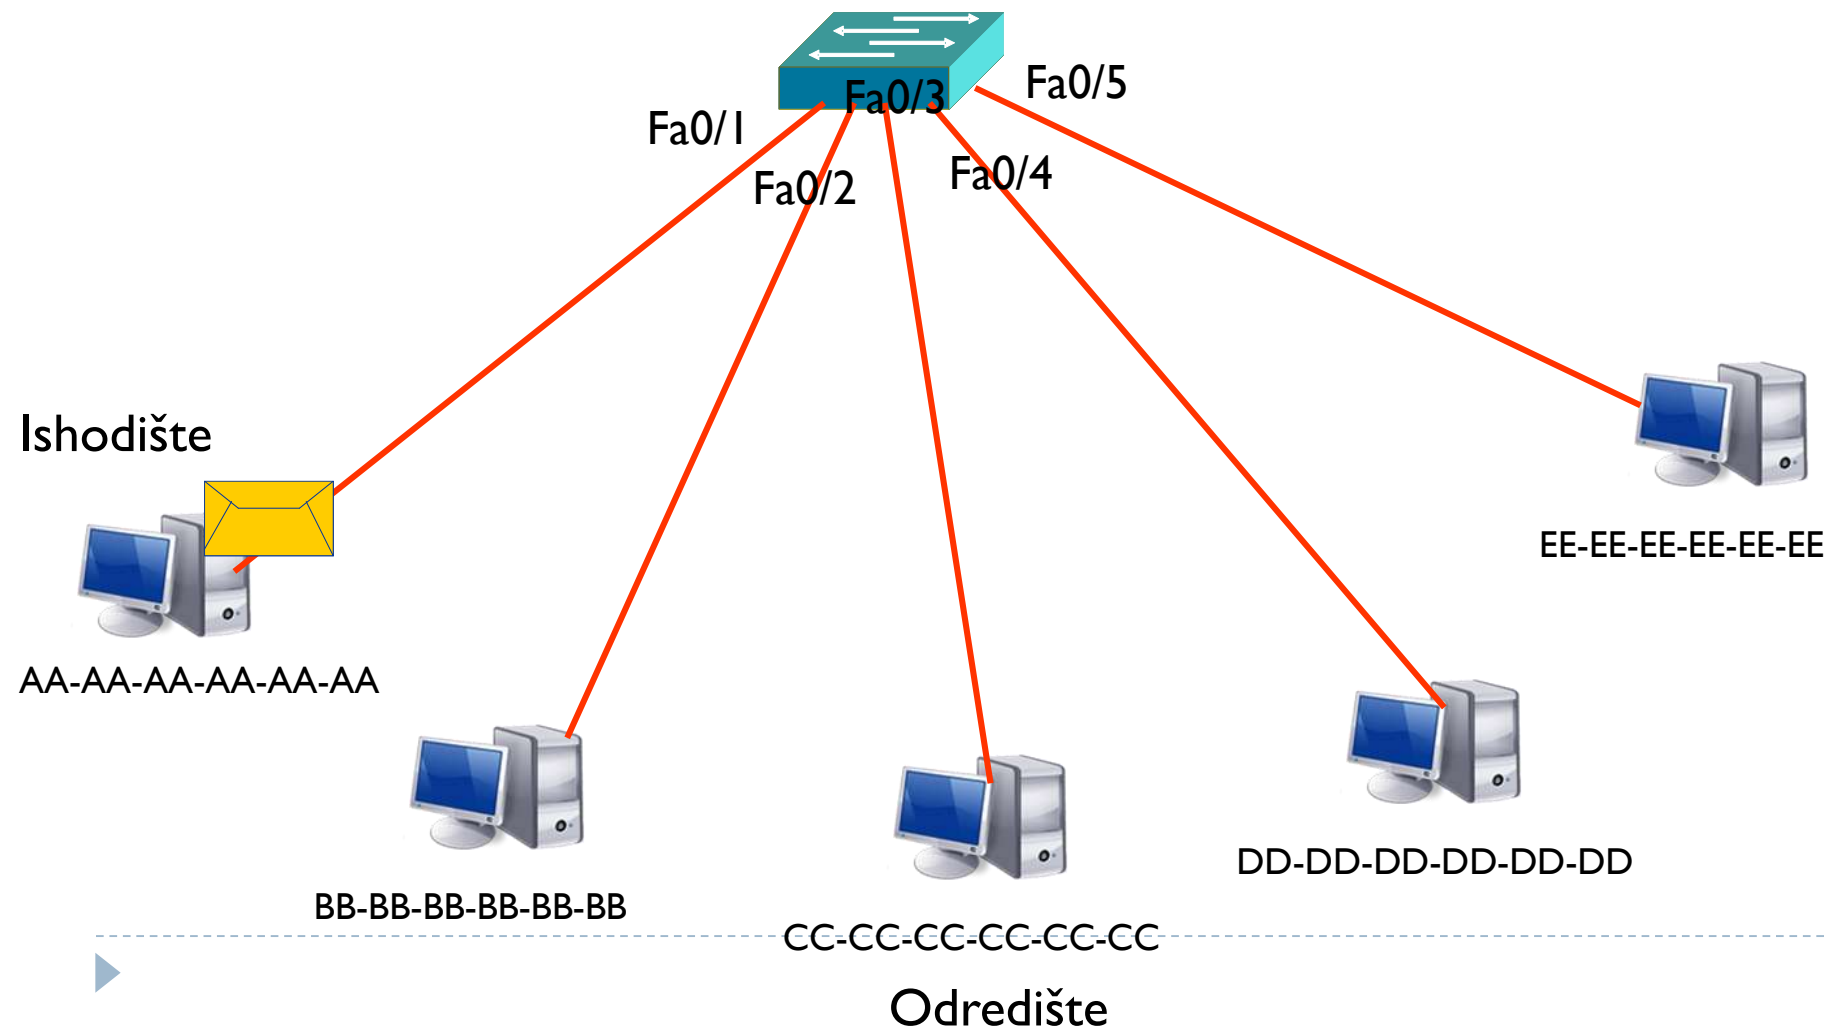 Fa0/5
Fa0/3
Fa0/1
Fa0/4
Fa0/2
Ishodište
EE-EE-EE-EE-EE-EE
AA-AA-AA-AA-AA-AA
DD-DD-DD-DD-DD-DD
BB-BB-BB-BB-BB-BB
CC-CC-CC-CC-CC-CC
Odredište